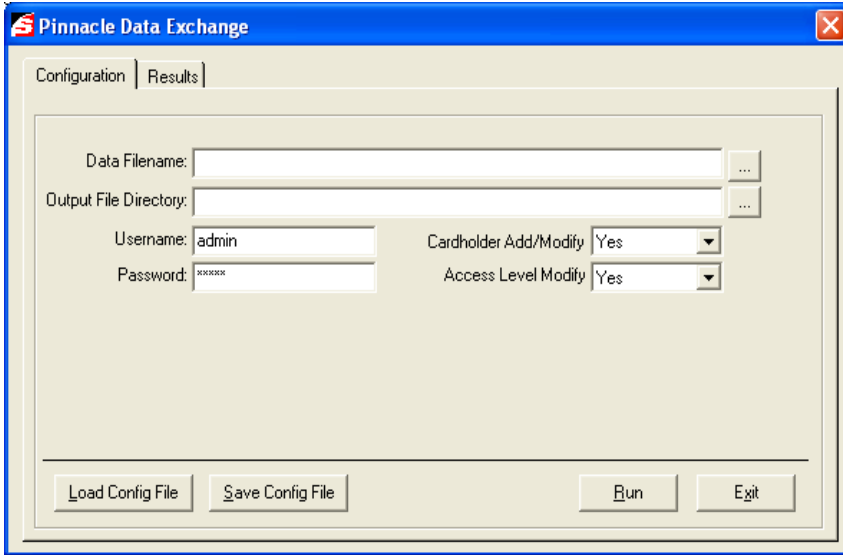 Pinnacle Data Exchange
Configuration Results
Data Filename: ...
Output File Directory: ...
Username: admin Cardholder Add/Modify Yes
Password: ***** Access Level Modify Yes
Load Config File Save Config File Run Exit